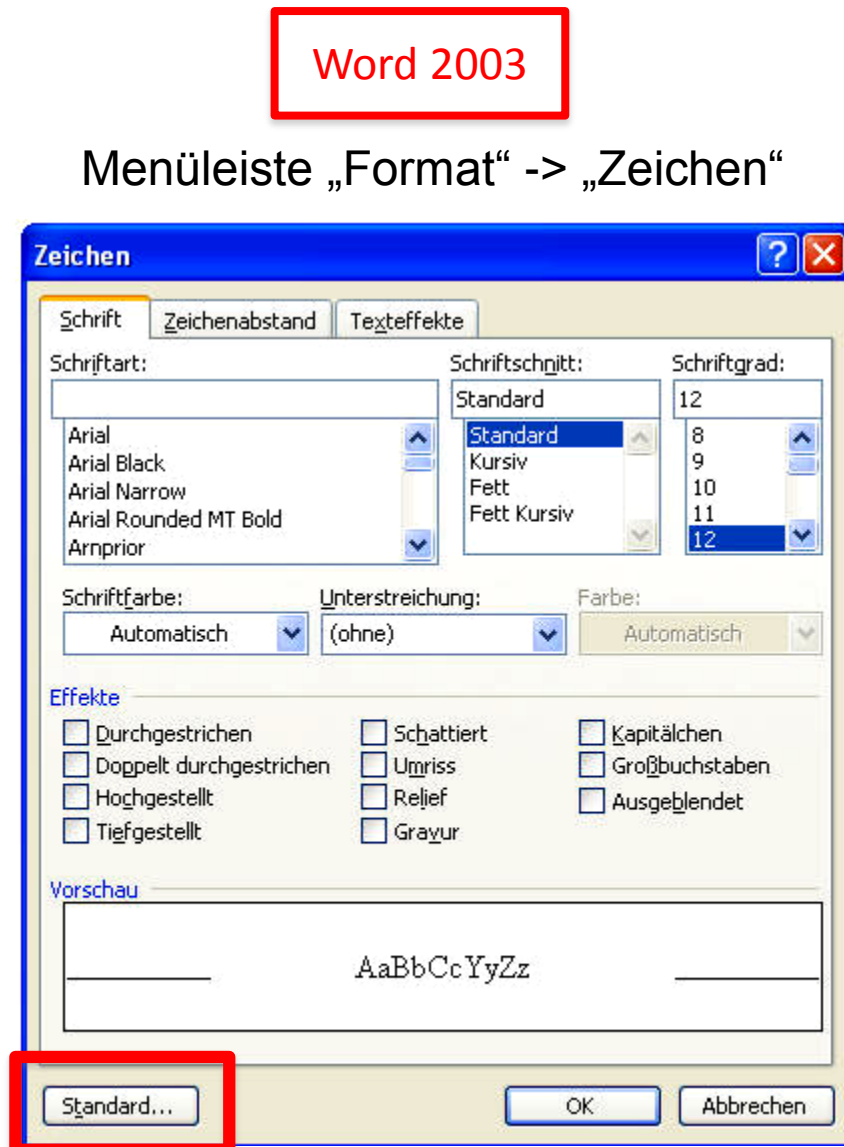 Word 2003
Menüleiste „Format“ -> „Zeichen“
Zeichen
?
Schrift Zeichenabstand Texteffekte
Schriftart: Schriftschnitt: Schriftgrad:
Standard 12
Arial Standard 8
Arial Black Kursiv 9
Arial Narrow Fett 10
Arial Rounded MT Bold Fett Kursiv 11
Arnprior 12
Schriftfarbe: Unterstreichung: Farbe:
Automatisch (ohne) Automatisch
Effekte
Durchgestrichen Schattiert Kapitälchen
Doppelt durchgestrichen Umriss Großbuchstaben
Hochgestellt Relief Ausgeblendet
Tiefgestellt Gravur
Vorschau
AaBbCcYyZz
Standard... OK Abbrechen